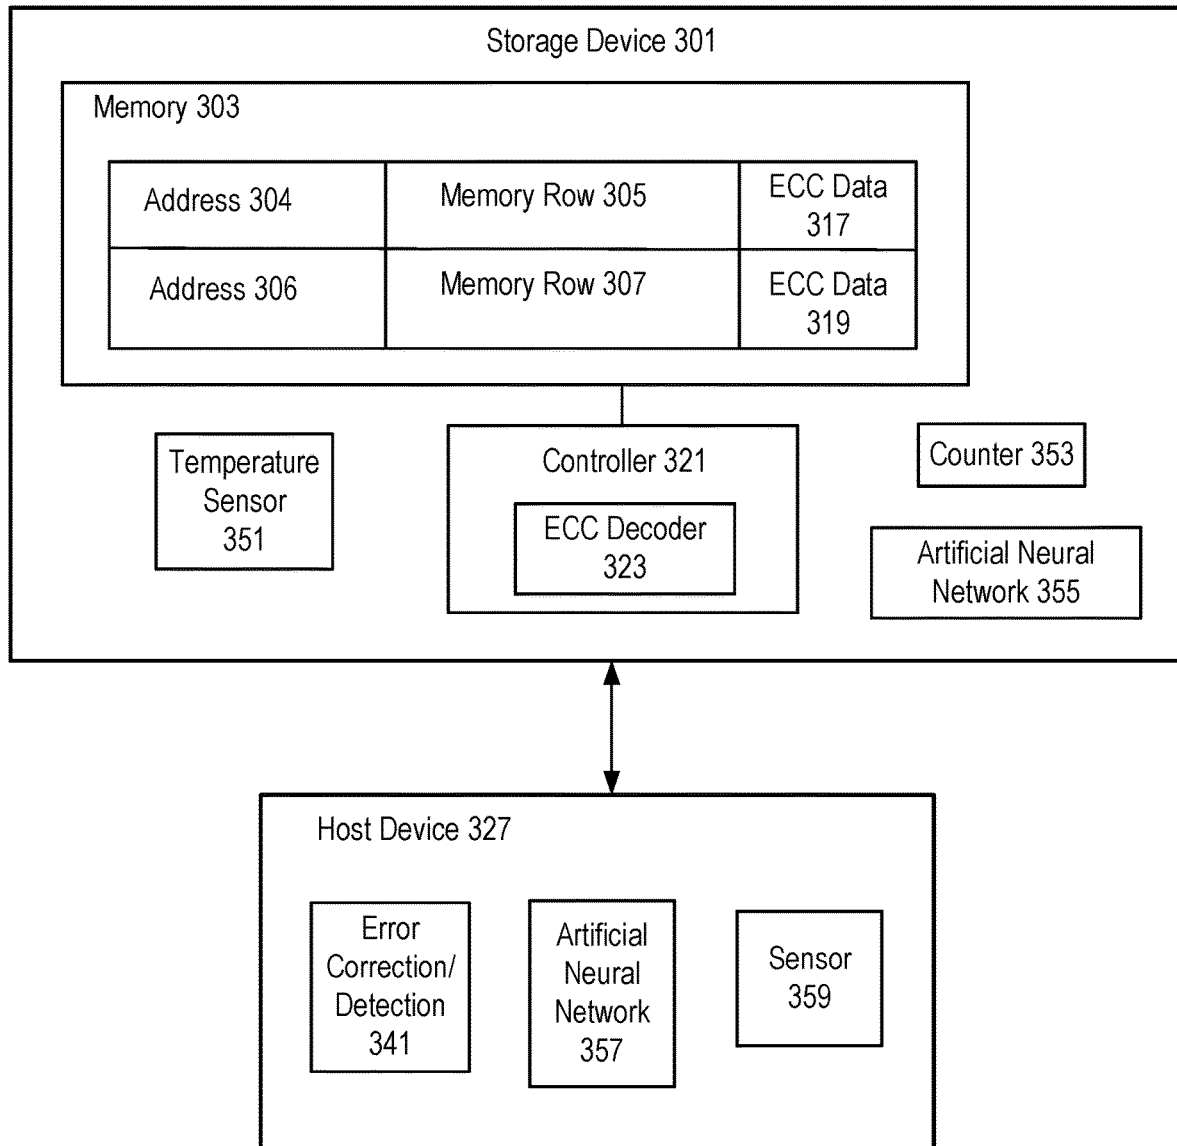 Storage Device 301
Memory 303
Address 304
Memory Row 305
ECC Data
317
Address 306
Memory Row 307
ECC Data
319
Temperature
Sensor
351
Controller 321
ECC Decoder
323
Counter 353
Artificial Neural
Network 355
Host Device 327
Error
Correction/
Detection
341
Artificial
Neural
Network
357
Sensor
359